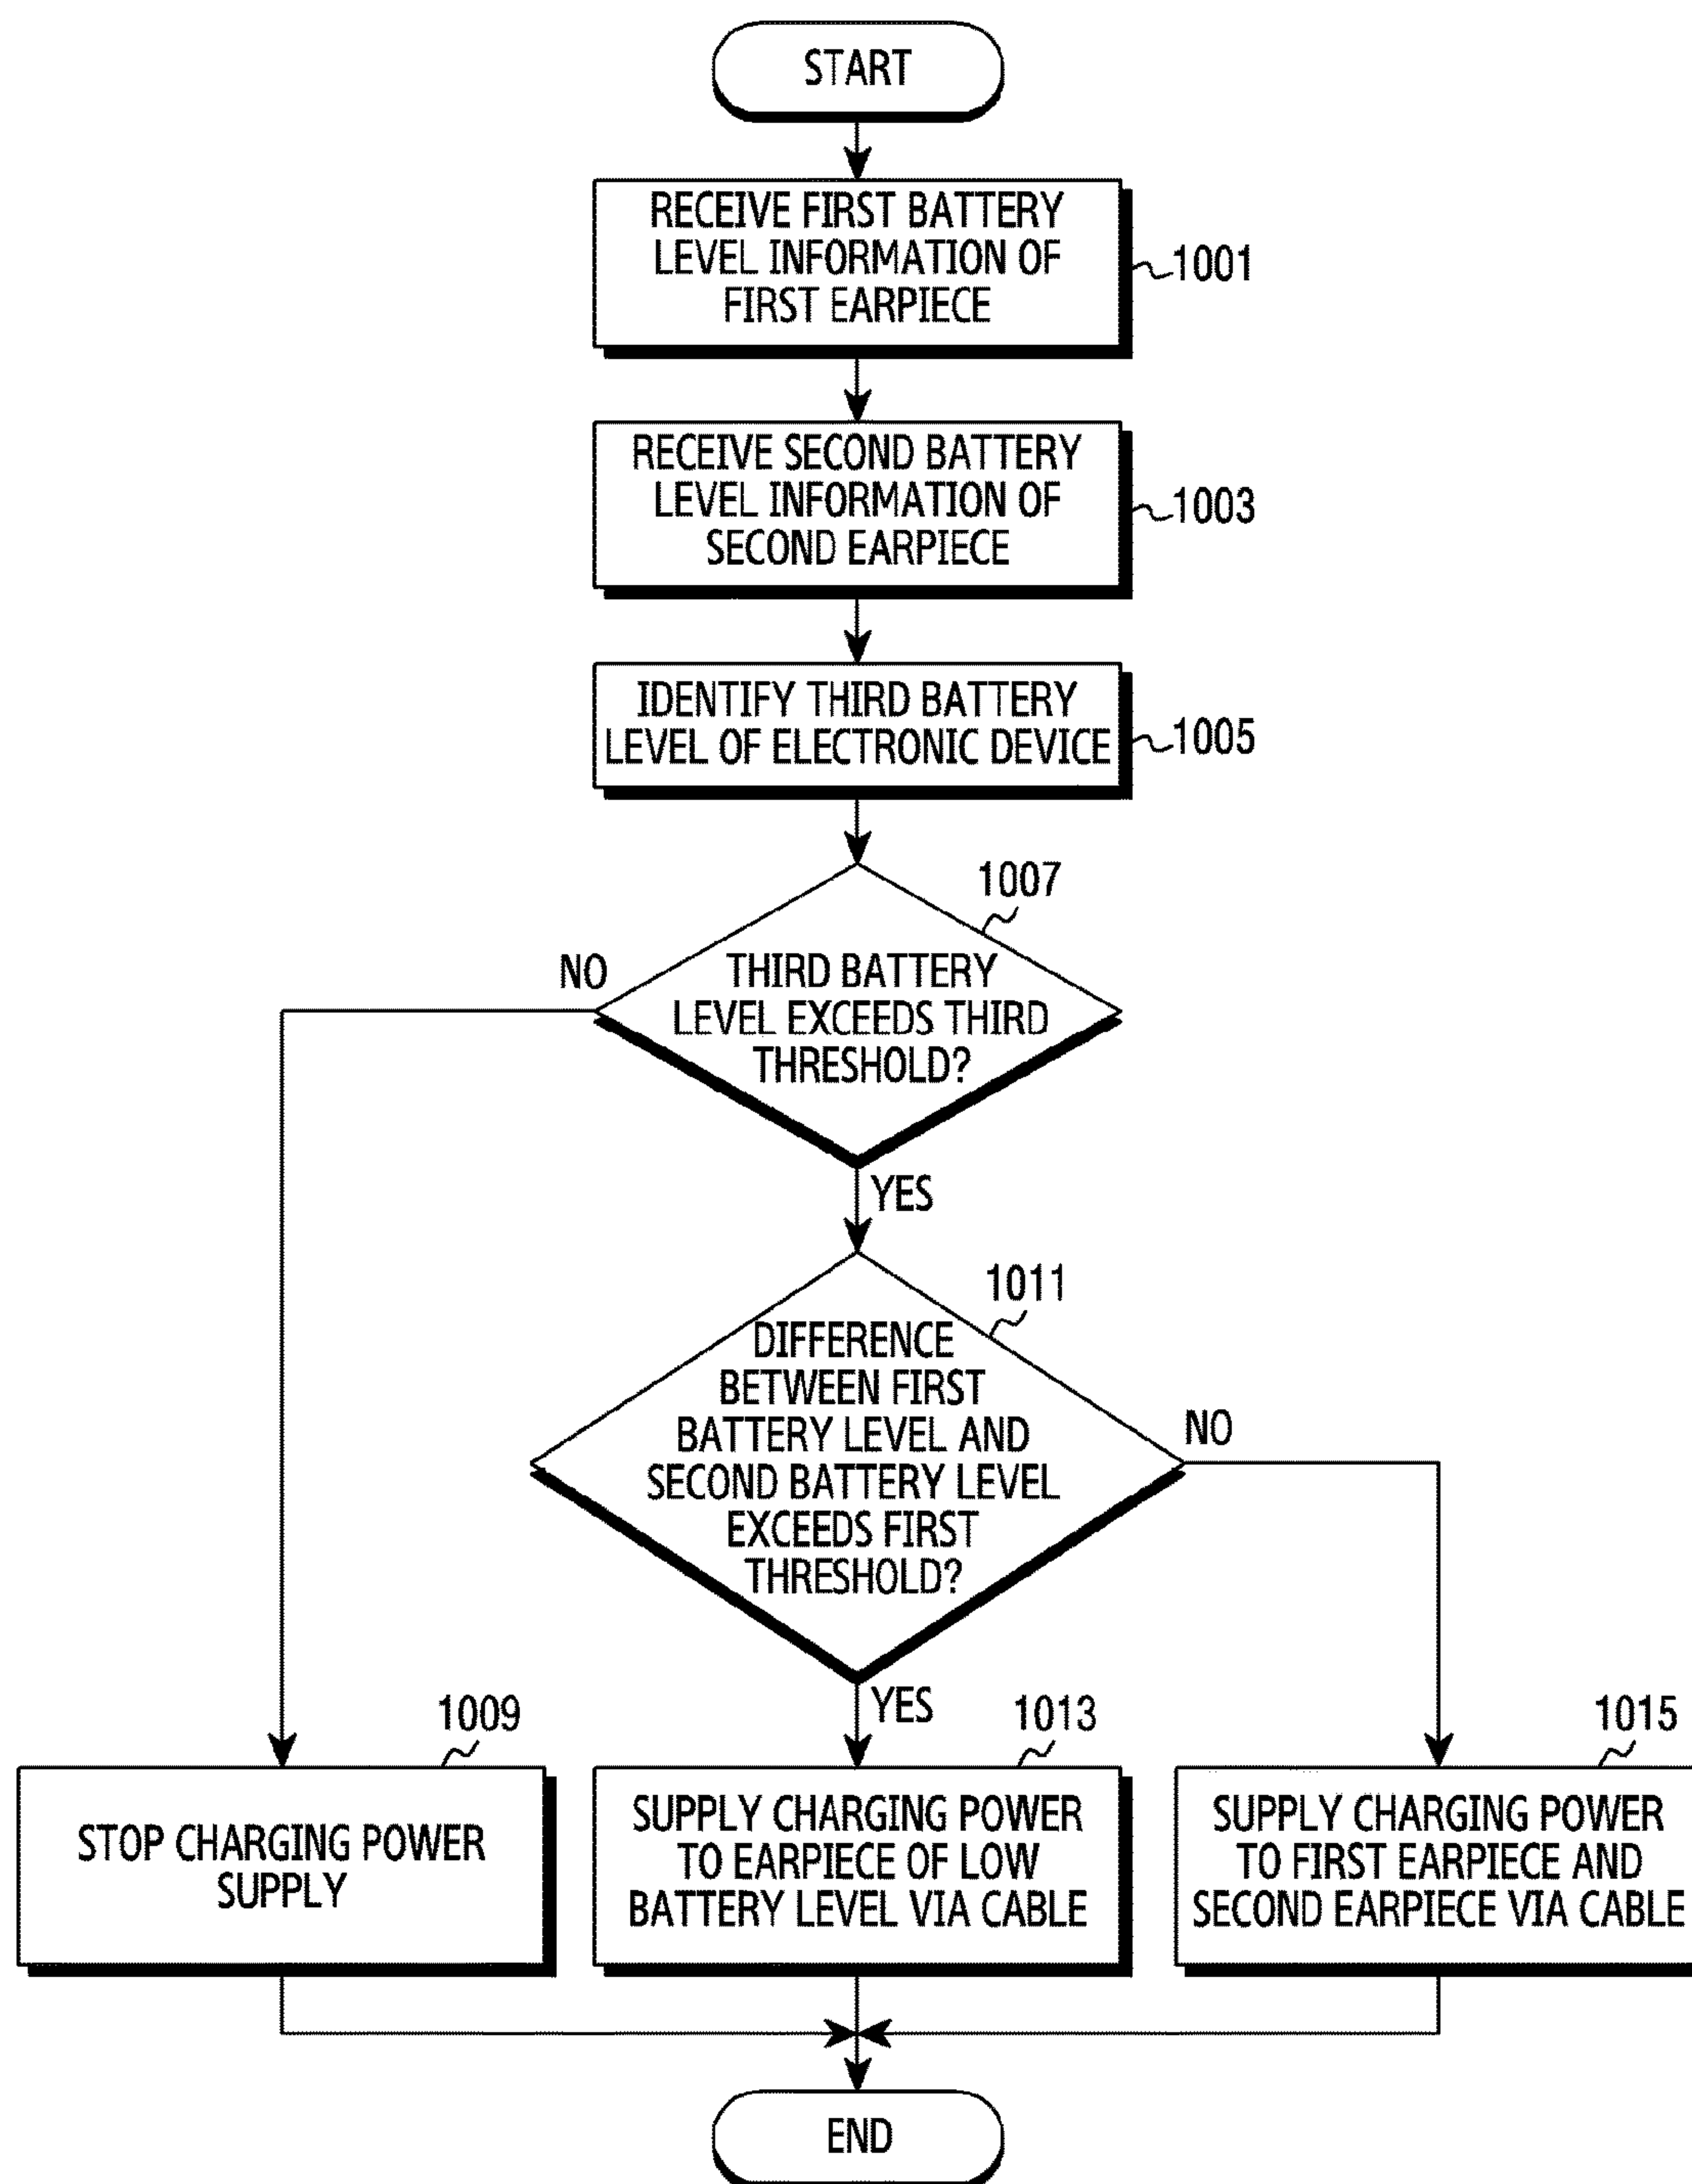 START
RECEIVE FIRST BATTERY
LEVEL INFORMATION OF
FIRST EARPIECE
1001
RECEIVE SECOND BATTERY
LEVEL INFORMATION OF
SECOND EARPIECE
1003
IDENTIFY THIRD BATTERY
LEVEL OF ELECTRONIC DEVICE
1005
1007
NO
THIRD BATTERY
LEVEL EXCEEDS THIRD
THRESHOLD?
YES
1011
DIFFERENCE
BETWEEN FIRST
BATTERY LEVEL AND
SECOND BATTERY LEVEL
EXCEEDS FIRST
THRESHOLD?
NO
YES
1009
STOP CHARGING POWER
SUPPLY
1013
SUPPLY CHARGING POWER
TO EARPIECE OF LOW
BATTERY LEVEL VIA CABLE
1015
SUPPLY CHARGING POWER
TO FIRST EARPIECE AND
SECOND EARPIECE VIA CABLE
END